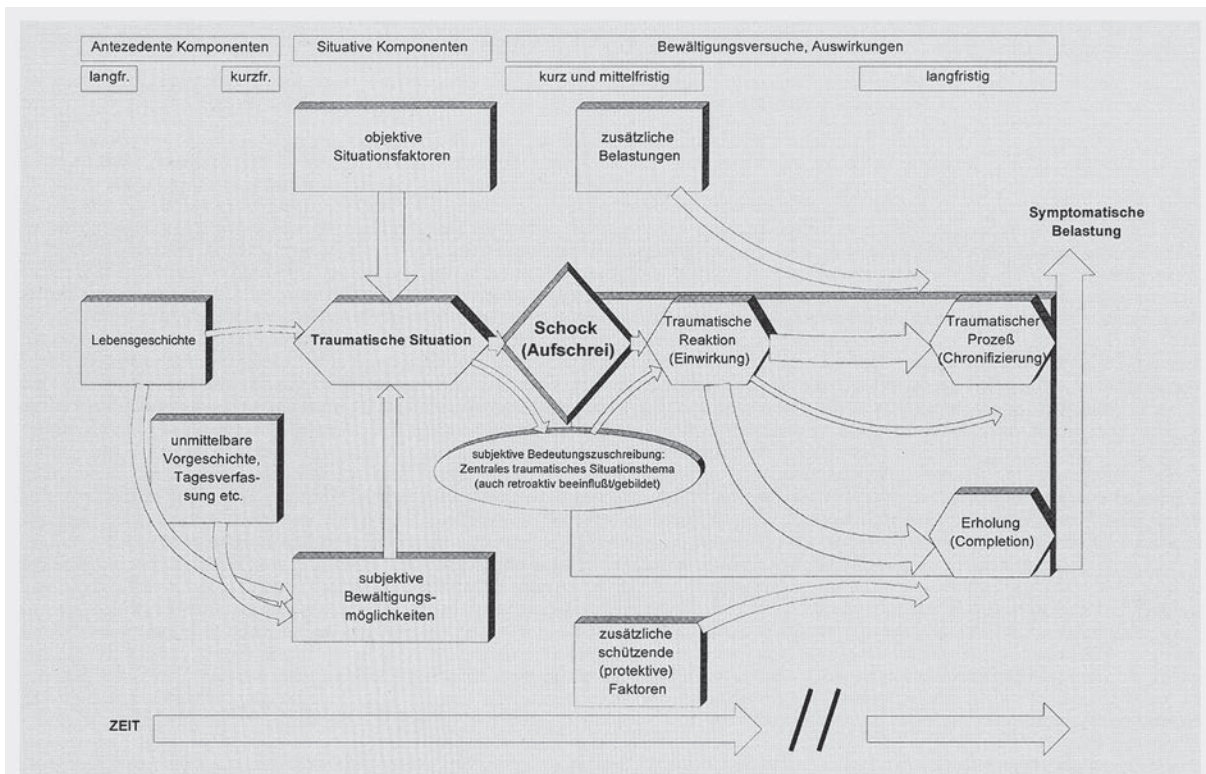 Antezedente Komponenten
Situative Komponenten
Bewältigungsversuche, Auswirkungen
langfr.
kurzfr.
kurz und mittelfristig
langfristig
objektive
Situationsfaktoren
zusätzliche
Belastungen
Symptomatische
Belastung
Lebensgeschichte
Traumatische Situation
Schock
(Aufschrei)
Traumatische
Reaktion
(Einwirkung)
Traumatischer
Prozeß
(Chronifizierung)
unmittelbare
Vorgeschichte,
Tagesverfas-
sung etc.
subjektive Bedeutungszuschreibung:
Zentrales traumatisches Situationsthema
(auch retroaktiv beeinflußt/gebildet)
Erholung
(Completion)
subjektive
Bewältigungs-
möglichkeiten
zusätzliche
schützende
(protektive)
Faktoren
ZEIT